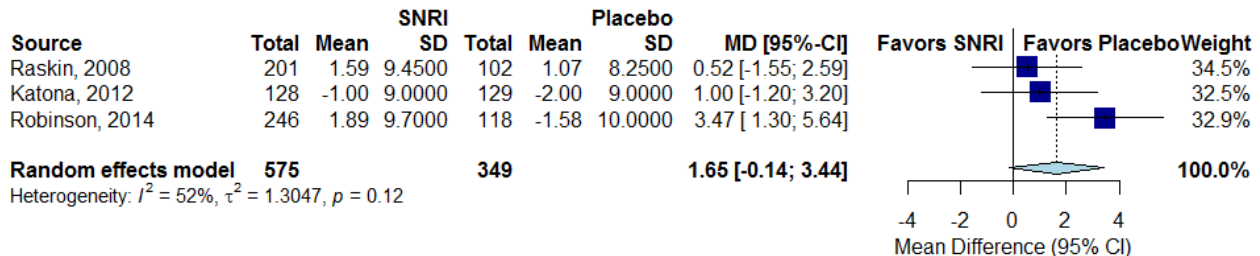 SNRI Placebo
Source Total Mean SD Total Mean SD MD [95%-CI] Favors SNRI Favors Placebo Weight
Raskin, 2008 201 1.59 9.4500 102 1.07 8.2500 0.52 [-1.55; 2.59] 34.5%
Katona, 2012 128 -1.00 9.0000 129 -2.00 9.0000 1.00 [-1.20; 3.20] 32.5%
Robinson, 2014 246 1.89 9.7000 118 -1.58 10.0000 3.47 [ 1.30; 5.64] 32.9%
Random effects model 575 349 1.65 [-0.14; 3.44] 100.0%
Heterogeneity: I² = 52%, τ² = 1.3047, p = 0.12
-4 -2 0 2 4
Mean Difference (95% CI)